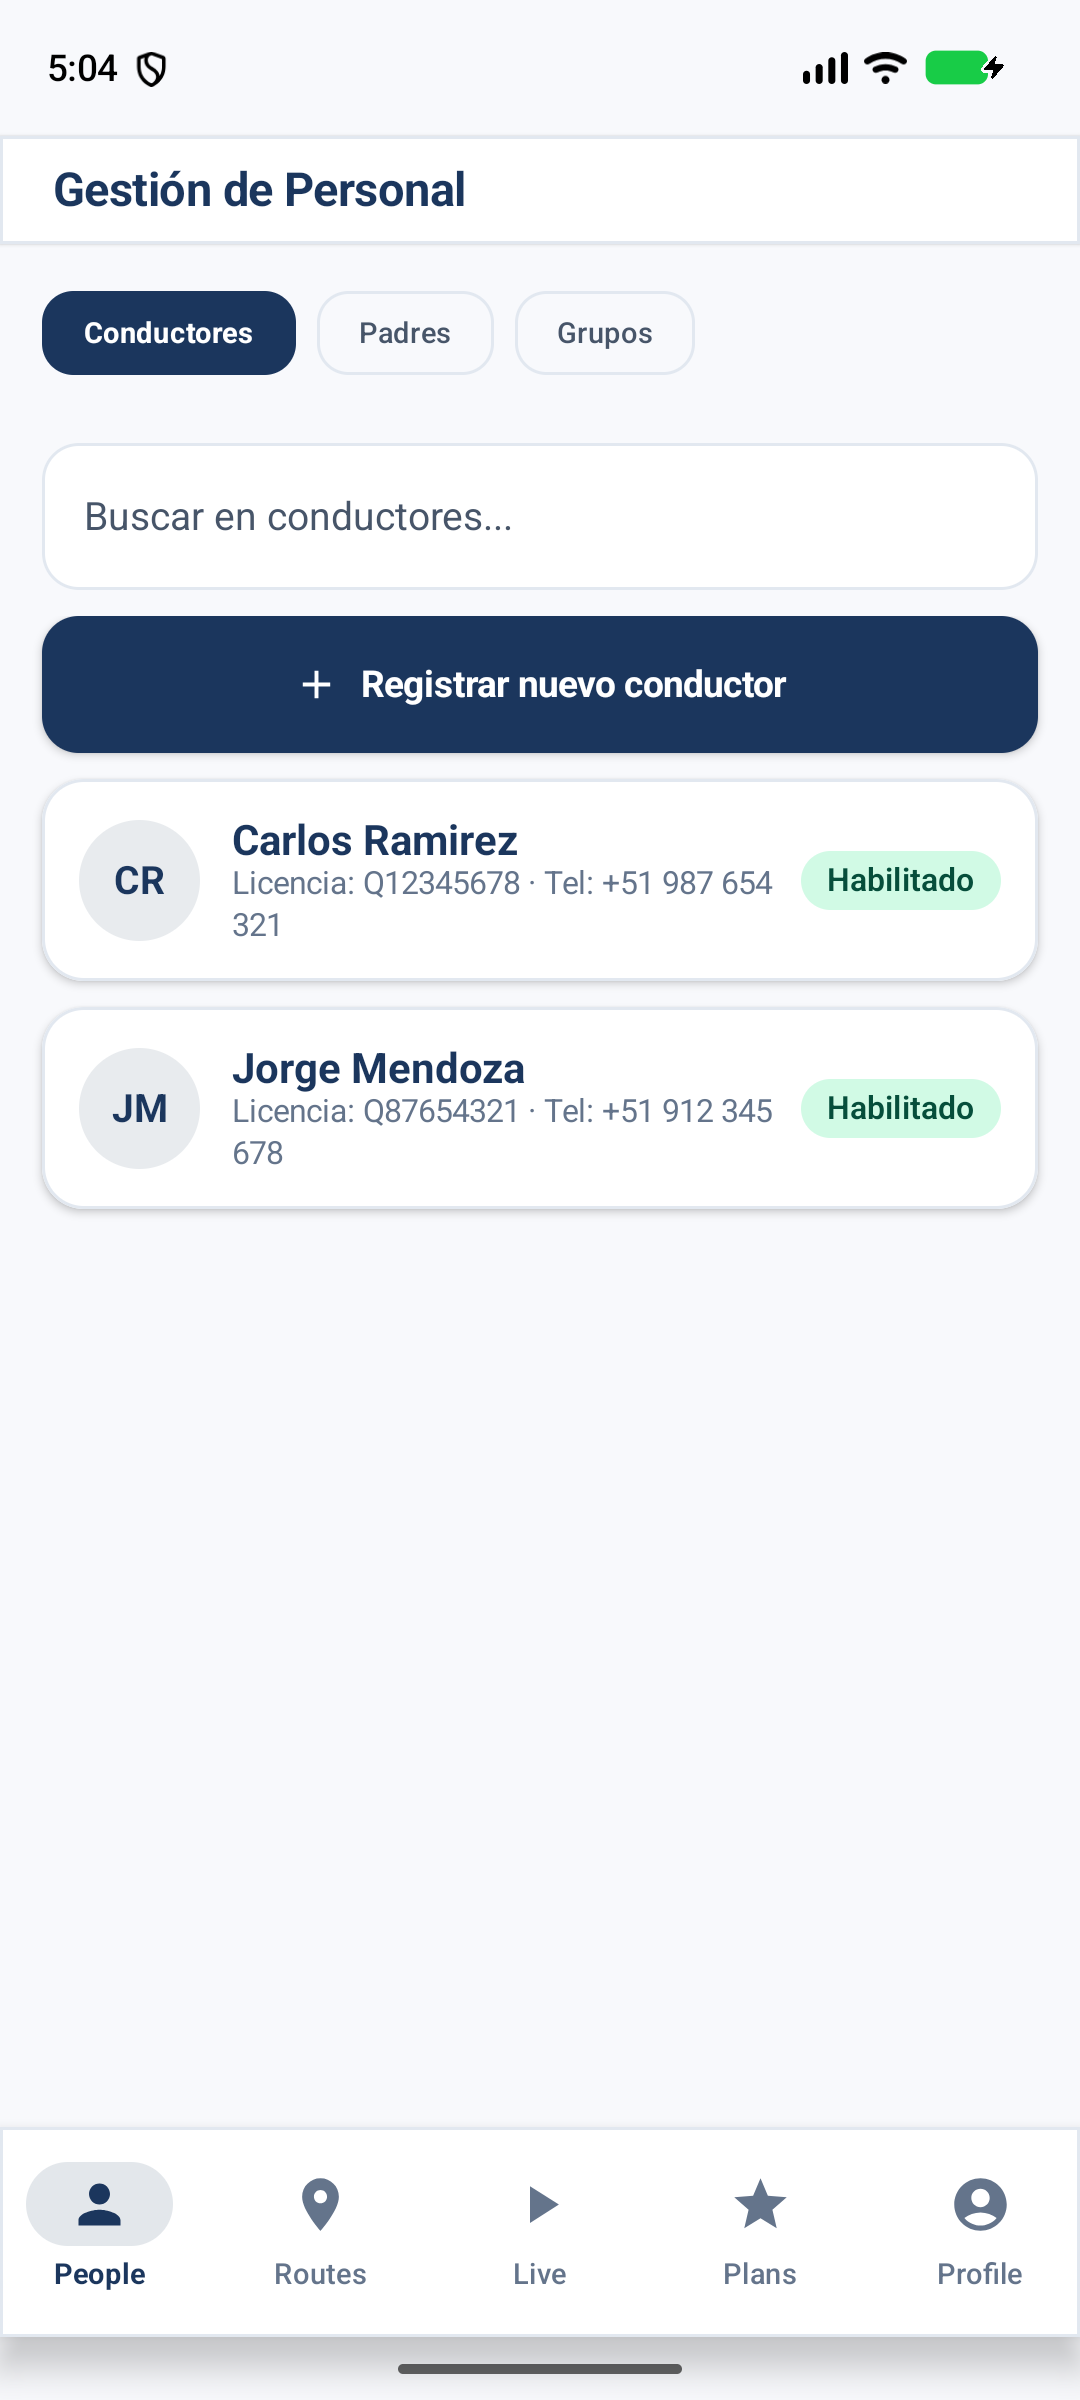 5:04
Gestión de Personal
Conductores
Padres
Grupos
Buscar en conductores...
+ Registrar nuevo conductor
CR
Carlos Ramirez
Licencia: Q12345678 · Tel: +51 987 654
321
Habilitado
JM
Jorge Mendoza
Licencia: Q87654321 · Tel: +51 912 345
678
Habilitado
People
Routes
Live
Plans
Profile